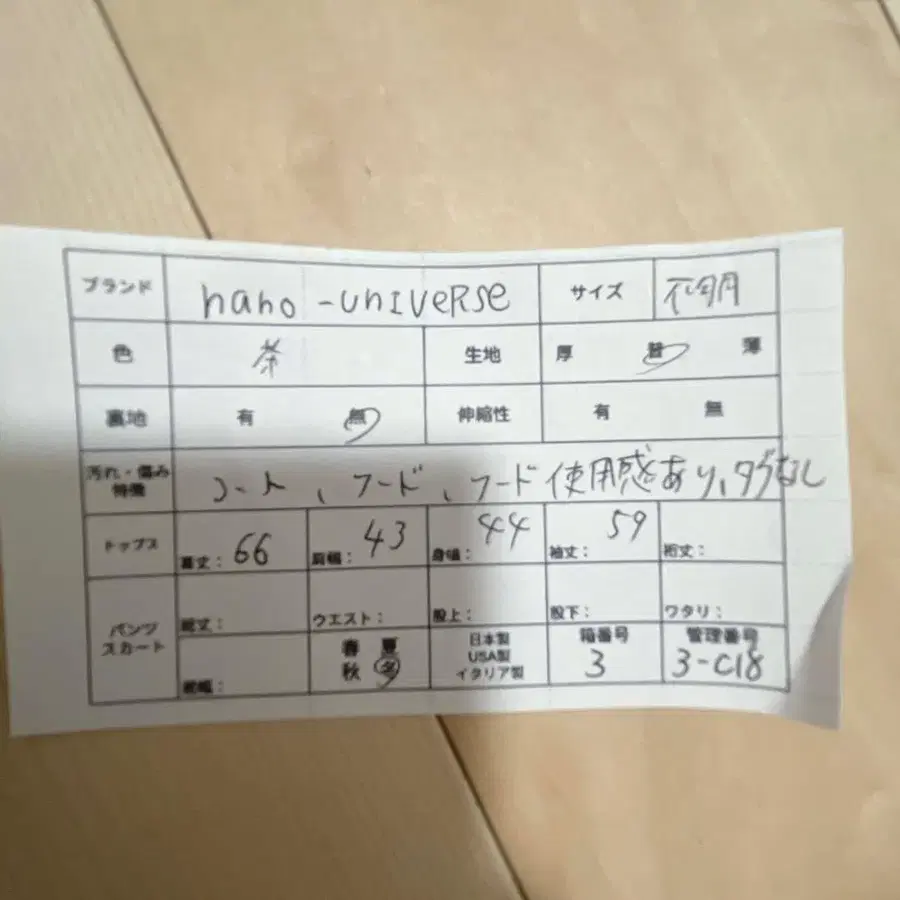 ブランド nano-universe サイズ 不明
色 茶 生地 厚 普 薄
裏地 有 無 伸縮性 有 無
汚れ・傷み
特徴 コート、フード、フード使用感あり、タグなし
トップス 着丈: 66 肩幅: 43 身幅: 44 袖丈: 59 裄丈:
パンツ
スカート 総丈: ウエスト: 股上: 股下: ワタリ:
裾幅: 春 夏 日本製 箱番号 管理番号
秋 冬 USA製 3 3-C18
イタリア製